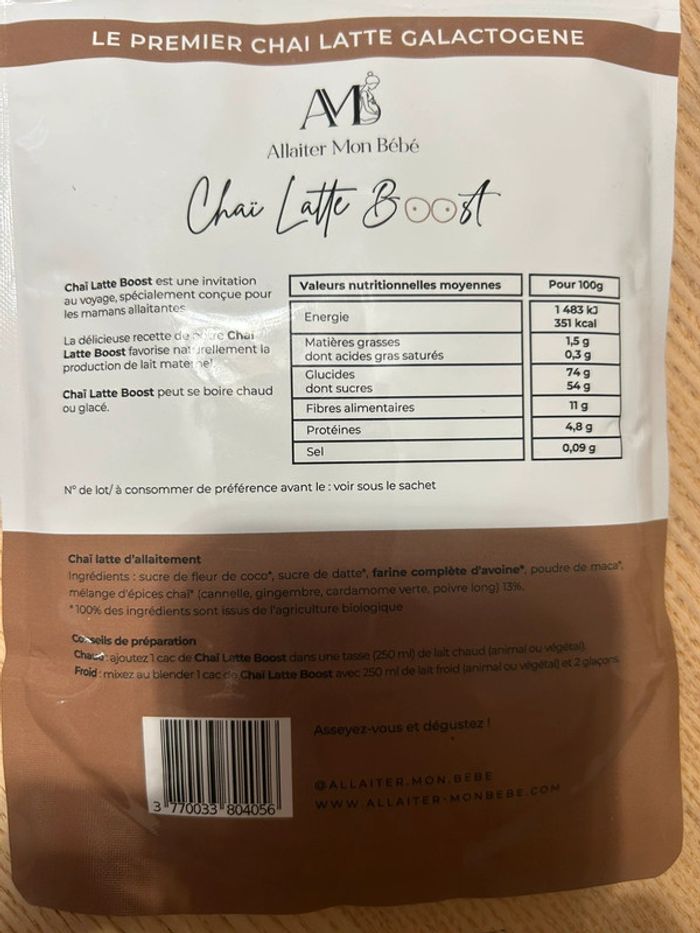 LE PREMIER CHAI LATTE GALACTOGENE
AMB
Allaiter Mon Bébé
Chaï Latte Boost
Chaï Latte Boost est une invitation
au voyage, spécialement conçue pour
les mamans allaitantes
La délicieuse recette de notre Chaï
Latte Boost favorise naturellement la
production de lait maternel
Chaï Latte Boost peut se boire chaud
ou glacé.
Valeurs nutritionnelles moyennes Pour 100g
Energie 1 483 kJ
351 kcal
Matières grasses 1,5 g
dont acides gras saturés 0,3 g
Glucides 74 g
dont sucres 54 g
Fibres alimentaires 11 g
Protéines 4,8 g
Sel 0,09 g
N° de lot/ à consommer de préférence avant le : voir sous le sachet
Chaï latte d'allaitement
Ingrédients : sucre de fleur de coco*, sucre de datte*, farine complète d'avoine*, poudre de maca*,
mélange d'épices chaï* (cannelle, gingembre, cardamome verte, poivre long) 13%.
*100% des ingrédients sont issus de l'agriculture biologique
Conseils de préparation
Chaud : ajoutez 1 cac de Chaï Latte Boost dans une tasse (250 ml) de lait chaud (animal ou végétal).
Froid : mixez au blender 1 cac de Chaï Latte Boost avec 250 ml de lait froid (animal ou végétal) et 2 glaçons.
Asseyez-vous et dégustez !
@ALLAITER.MON.BEBE
WWW.ALLAITER-MONBEBE.COM
3 770033 804056